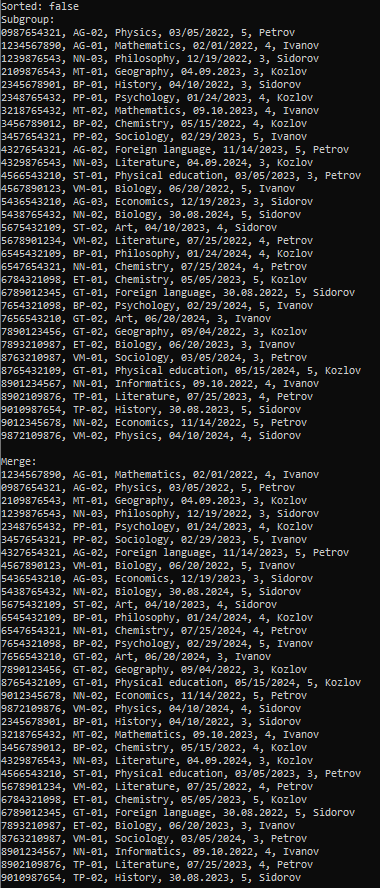 Sorted: false
Subgroup:
0987654321, AG-02, Physics, 03/05/2022, 5, Petrov
1234567890, AG-01, Mathematics, 02/01/2022, 4, Ivanov
1239876543, NN-03, Philosophy, 12/19/2022, 3, Sidorov
2109876543, MT-01, Geography, 04.09.2023, 3, Kozlov
2345678901, BP-01, History, 04/10/2022, 3, Sidorov
2348765432, PP-01, Psychology, 01/24/2023, 4, Kozlov
3218765432, MT-02, Mathematics, 09.10.2023, 4, Ivanov
3456789012, BP-02, Chemistry, 05/15/2022, 4, Kozlov
3457654321, PP-02, Sociology, 02/29/2023, 5, Ivanov
4327654321, AG-02, Foreign language, 11/14/2023, 5, Petrov
4329876543, NN-03, Literature, 04.09.2024, 3, Kozlov
4566543210, ST-01, Physical education, 03/05/2023, 3, Petrov
4567890123, VM-01, Biology, 06/20/2022, 5, Ivanov
5436543210, AG-03, Economics, 12/19/2023, 3, Sidorov
5438765432, NN-02, Biology, 30.08.2024, 5, Sidorov
5675432109, ST-02, Art, 04/10/2023, 4, Sidorov
5678901234, VM-02, Literature, 07/25/2022, 4, Petrov
6545432109, BP-01, Philosophy, 01/24/2024, 4, Kozlov
6547654321, NN-01, Chemistry, 07/25/2024, 4, Petrov
6784321098, ET-01, Chemistry, 05/05/2023, 5, Kozlov
6789012345, GT-01, Foreign language, 30.08.2022, 5, Sidorov
7654321098, BP-02, Psychology, 02/29/2024, 5, Ivanov
7656543210, GT-02, Art, 06/20/2024, 3, Ivanov
7890123456, GT-02, Geography, 09/04/2022, 3, Kozlov
7893210987, ET-02, Biology, 06/20/2023, 3, Ivanov
8763210987, VM-01, Sociology, 03/05/2024, 3, Petrov
8765432109, GT-01, Physical education, 05/15/2024, 5, Kozlov
8901234567, NN-01, Informatics, 09.10.2022, 4, Ivanov
8902109876, TP-01, Literature, 07/25/2023, 4, Petrov
9010987654, TP-02, History, 30.08.2023, 5, Sidorov
9012345678, NN-02, Economics, 11/14/2022, 5, Petrov
9872109876, VM-02, Physics, 04/10/2024, 4, Sidorov
Merge:
1234567890, AG-01, Mathematics, 02/01/2022, 4, Ivanov
0987654321, AG-02, Physics, 03/05/2022, 5, Petrov
2109876543, MT-01, Geography, 04.09.2023, 3, Kozlov
1239876543, NN-03, Philosophy, 12/19/2022, 3, Sidorov
2348765432, PP-01, Psychology, 01/24/2023, 4, Kozlov
3457654321, PP-02, Sociology, 02/29/2023, 5, Ivanov
4327654321, AG-02, Foreign language, 11/14/2023, 5, Petrov
4567890123, VM-01, Biology, 06/20/2022, 5, Ivanov
5436543210, AG-03, Economics, 12/19/2023, 3, Sidorov
5438765432, NN-02, Biology, 30.08.2024, 5, Sidorov
5675432109, ST-02, Art, 04/10/2023, 4, Sidorov
6545432109, BP-01, Philosophy, 01/24/2024, 4, Kozlov
6547654321, NN-01, Chemistry, 07/25/2024, 4, Petrov
7654321098, BP-02, Psychology, 02/29/2024, 5, Ivanov
7656543210, GT-02, Art, 06/20/2024, 3, Ivanov
7890123456, GT-02, Geography, 09/04/2022, 3, Kozlov
8765432109, GT-01, Physical education, 05/15/2024, 5, Kozlov
9012345678, NN-02, Economics, 11/14/2022, 5, Petrov
9872109876, VM-02, Physics, 04/10/2024, 4, Sidorov
2345678901, BP-01, History, 04/10/2022, 3, Sidorov
3218765432, MT-02, Mathematics, 09.10.2023, 4, Ivanov
3456789012, BP-02, Chemistry, 05/15/2022, 4, Kozlov
4329876543, NN-03, Literature, 04.09.2024, 3, Kozlov
4566543210, ST-01, Physical education, 03/05/2023, 3, Petrov
5678901234, VM-02, Literature, 07/25/2022, 4, Petrov
6784321098, ET-01, Chemistry, 05/05/2023, 5, Kozlov
6789012345, GT-01, Foreign language, 30.08.2022, 5, Sidorov
7893210987, ET-02, Biology, 06/20/2023, 3, Ivanov
8763210987, VM-01, Sociology, 03/05/2024, 3, Petrov
8901234567, NN-01, Informatics, 09.10.2022, 4, Ivanov
8902109876, TP-01, Literature, 07/25/2023, 4, Petrov
9010987654, TP-02, History, 30.08.2023, 5, Sidorov